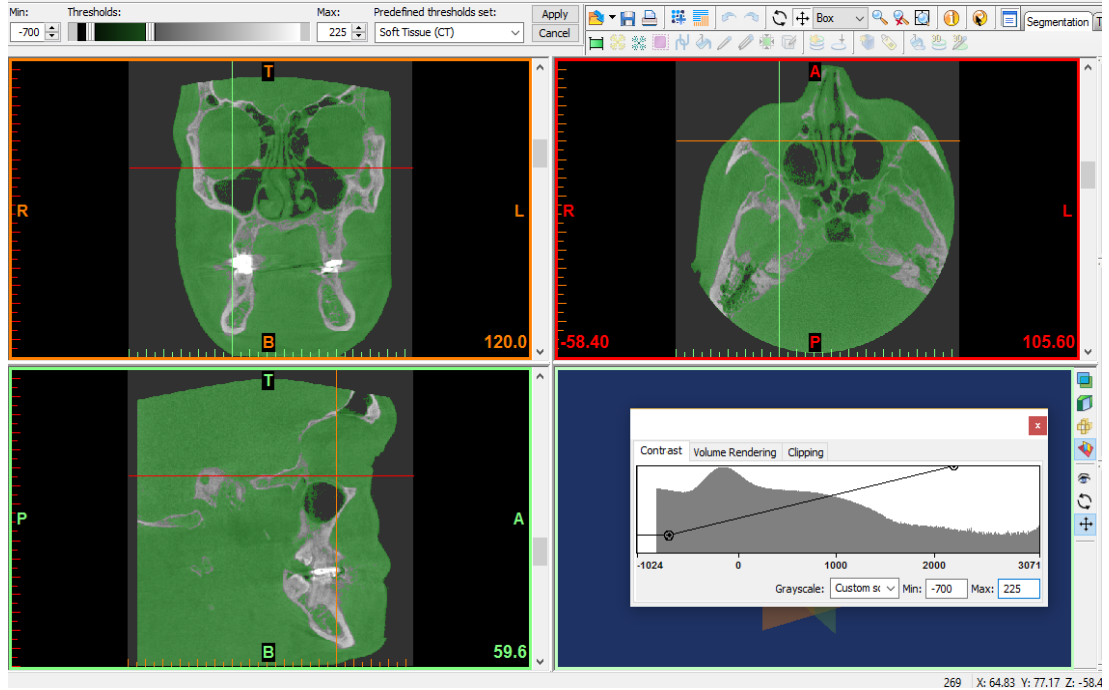 Min: Thresholds: Max: Predefined thresholds set: Apply
-700 225 Soft Tissue (CT) Cancel
Box
Segmentation
T
R
L
B
120.0
A
R
L
P
-58.40
105.60
T
P
A
B
59.6
x
Contrast Volume Rendering Clipping
-1024 0 1000 2000 3071
Grayscale: Custom sc Min: -700 Max: 225
269 X: 64.83 Y: 77.17 Z: -58.4